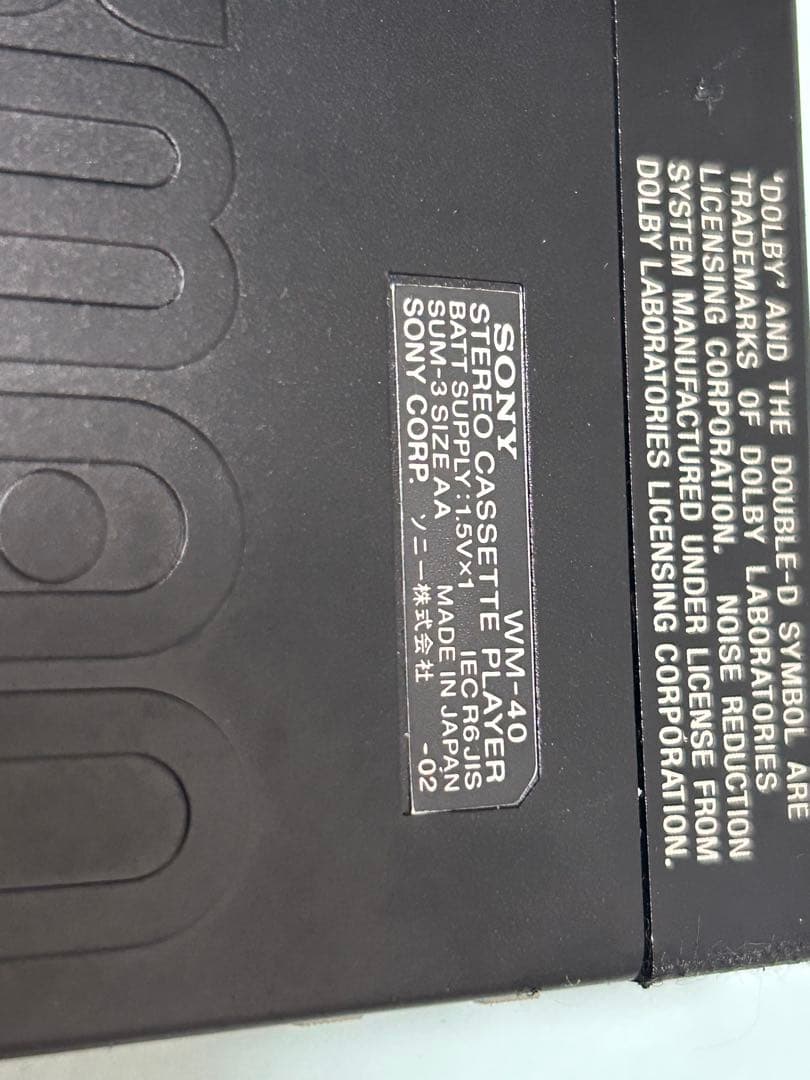 'DOLBY' AND THE DOUBLE-D SYMBOL ARE
TRADEMARKS OF DOLBY LABORATORIES
LICENSING CORPORATION. NOISE REDUCTION
SYSTEM MANUFACTURED UNDER LICENSE FROM
DOLBY LABORATORIES LICENSING CORPORATION.
SONY WM-40
STEREO CASSETTE PLAYER
BATT SUPPLY:1.5V×1 IEC R6 JIS
SUM-3 SIZE AA MADE IN JAPAN
SONY CORP. ソニー株式会社 -02
man